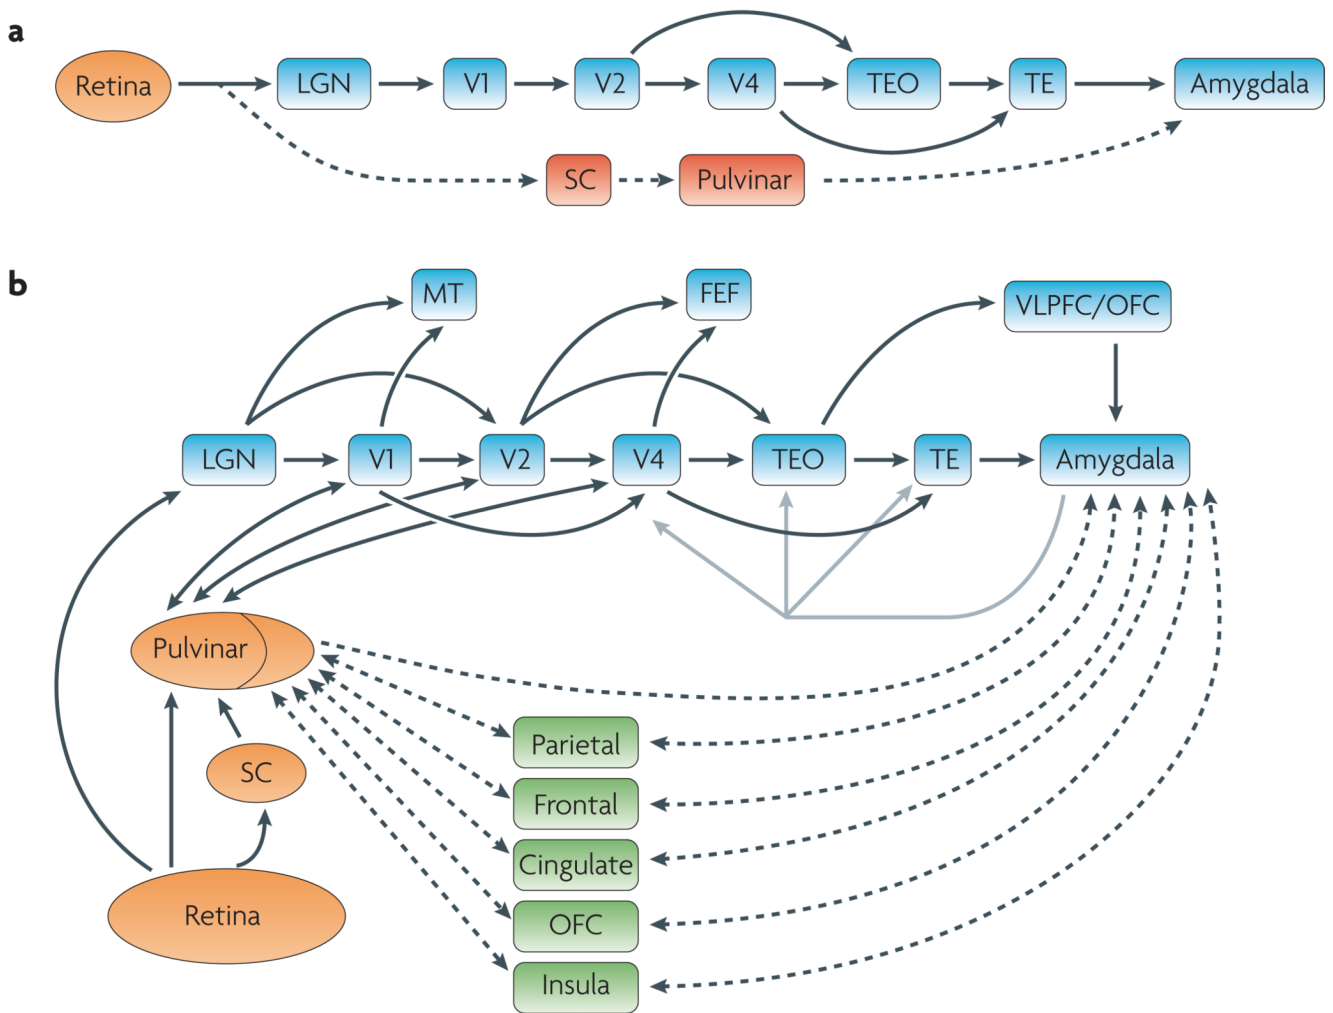 a
Retina
LGN
V1
V2
V4
TEO
TE
Amygdala
SC
Pulvinar
b
MT
FEF
VLPFC/OFC
LGN
V1
V2
V4
TEO
TE
Amygdala
Pulvinar
Parietal
SC
Frontal
Cingulate
Retina
OFC
Insula